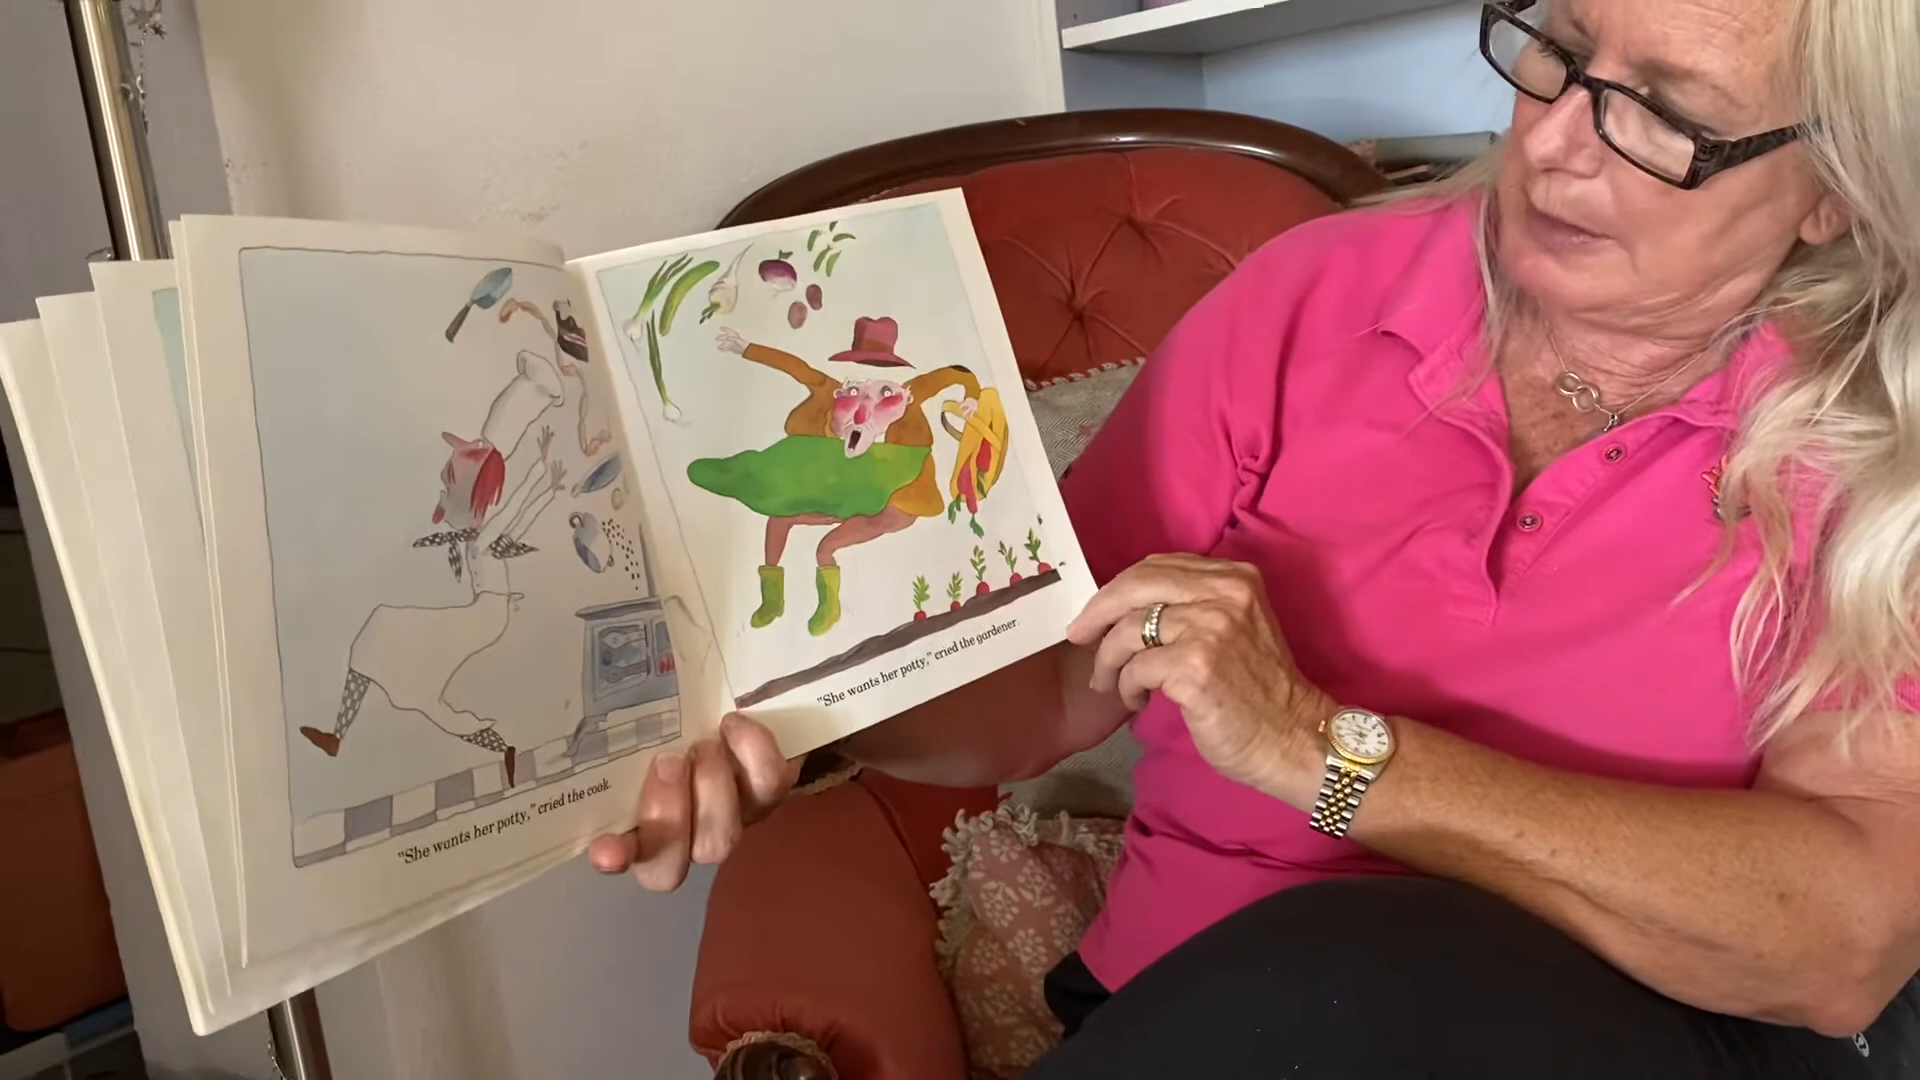 "She wants her potty," cried the cook.
"She wants her potty," cried the gardener.